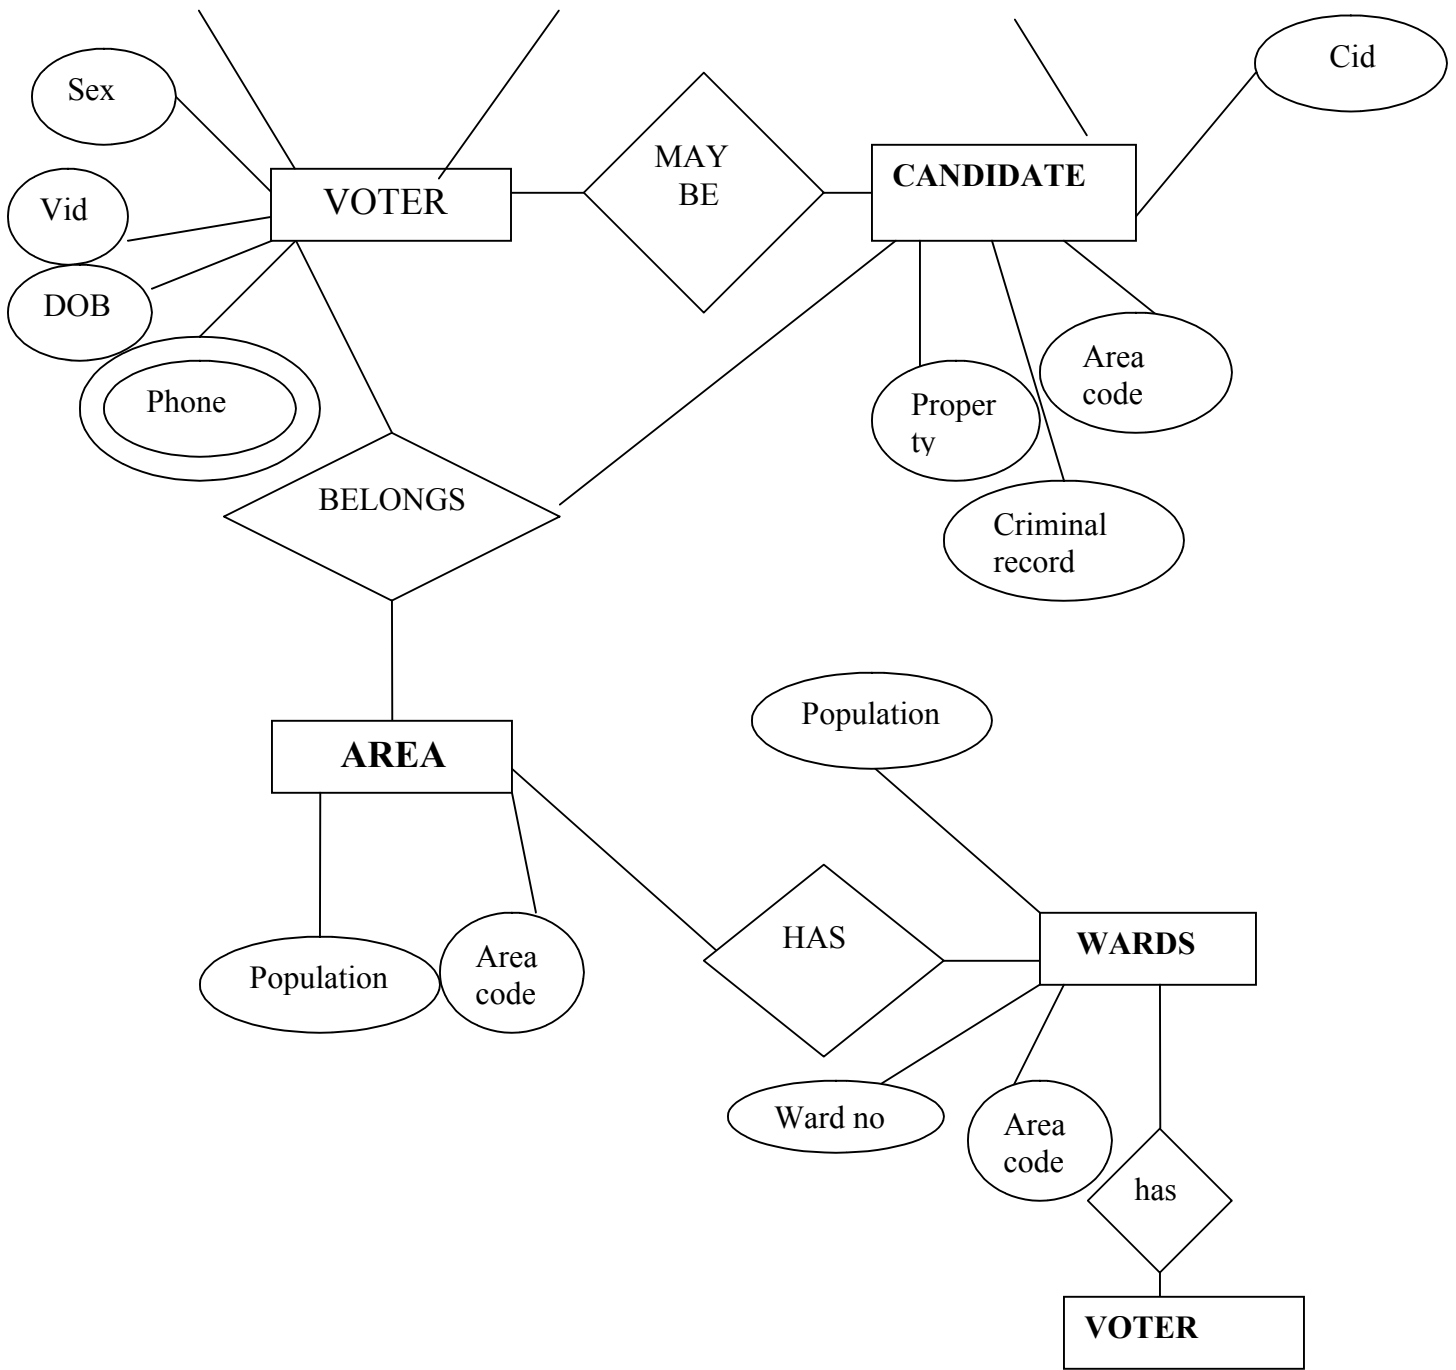 Cid
Sex
MAY
BE
CANDIDATE
VOTER
Vid
DOB
Phone
Area
code
Proper
ty
BELONGS
Criminal
record
Population
AREA
HAS
WARDS
Population
Area
code
Ward no
Area
code
has
VOTER